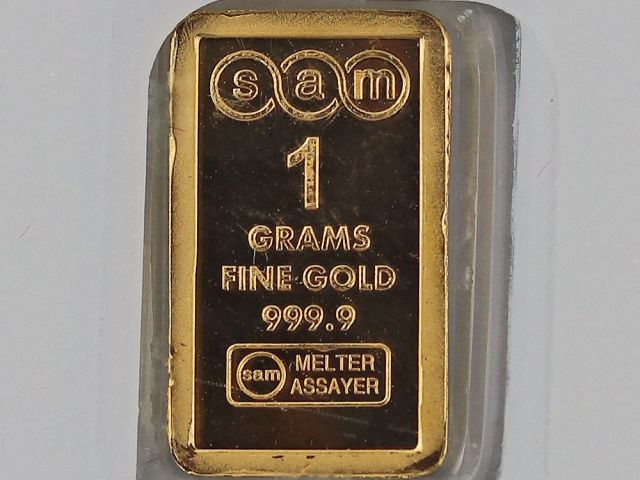 sam
1
GRAMS
FINE GOLD
999.9
sam MELTER
ASSAYER